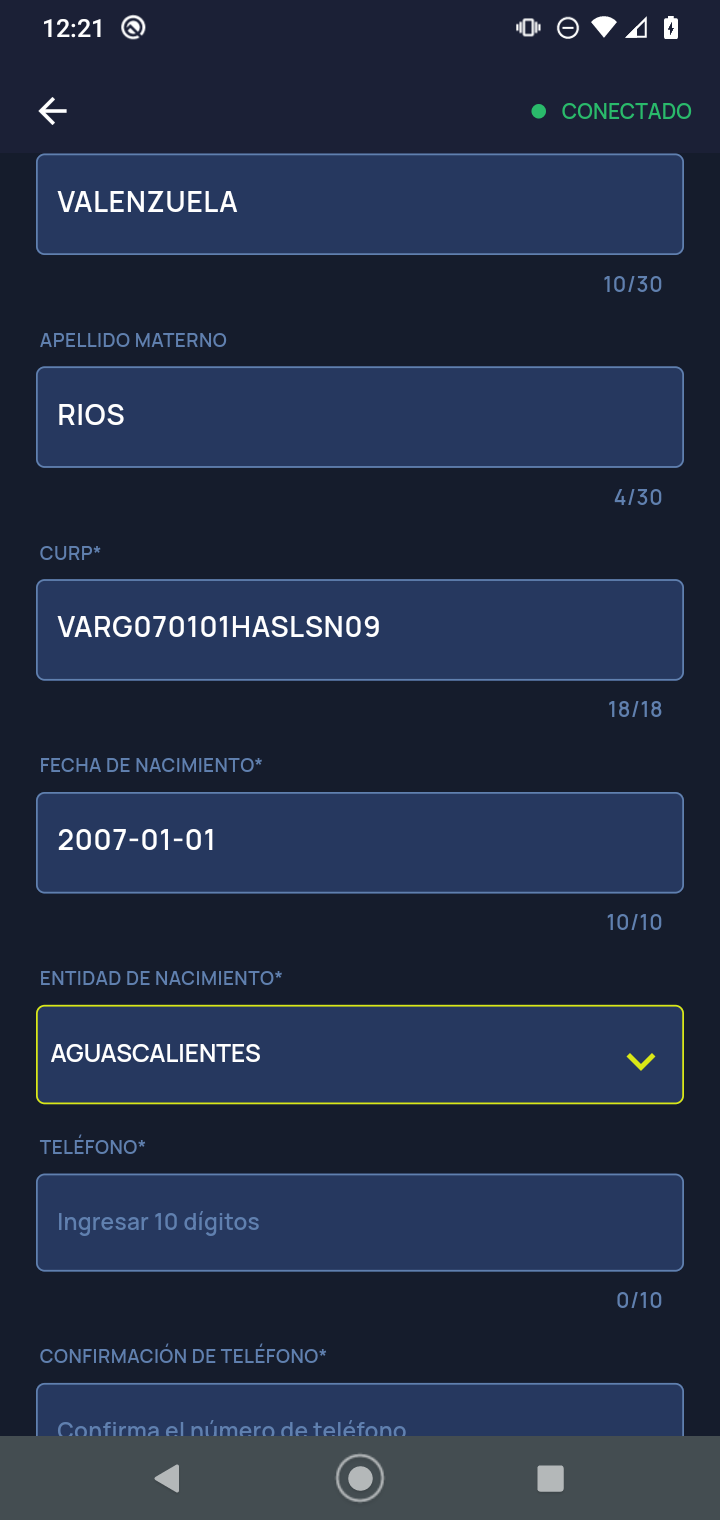 12:21
CONECTADO
VALENZUELA
10/30
APELLIDO MATERNO
RIOS
4/30
CURP*
VARG070101HASLSN09
18/18
FECHA DE NACIMIENTO*
2007-01-01
10/10
ENTIDAD DE NACIMIENTO*
AGUASCALIENTES
TELÉFONO*
Ingresar 10 dígitos
0/10
CONFIRMACIÓN DE TELÉFONO*
Confirma el número de teléfono